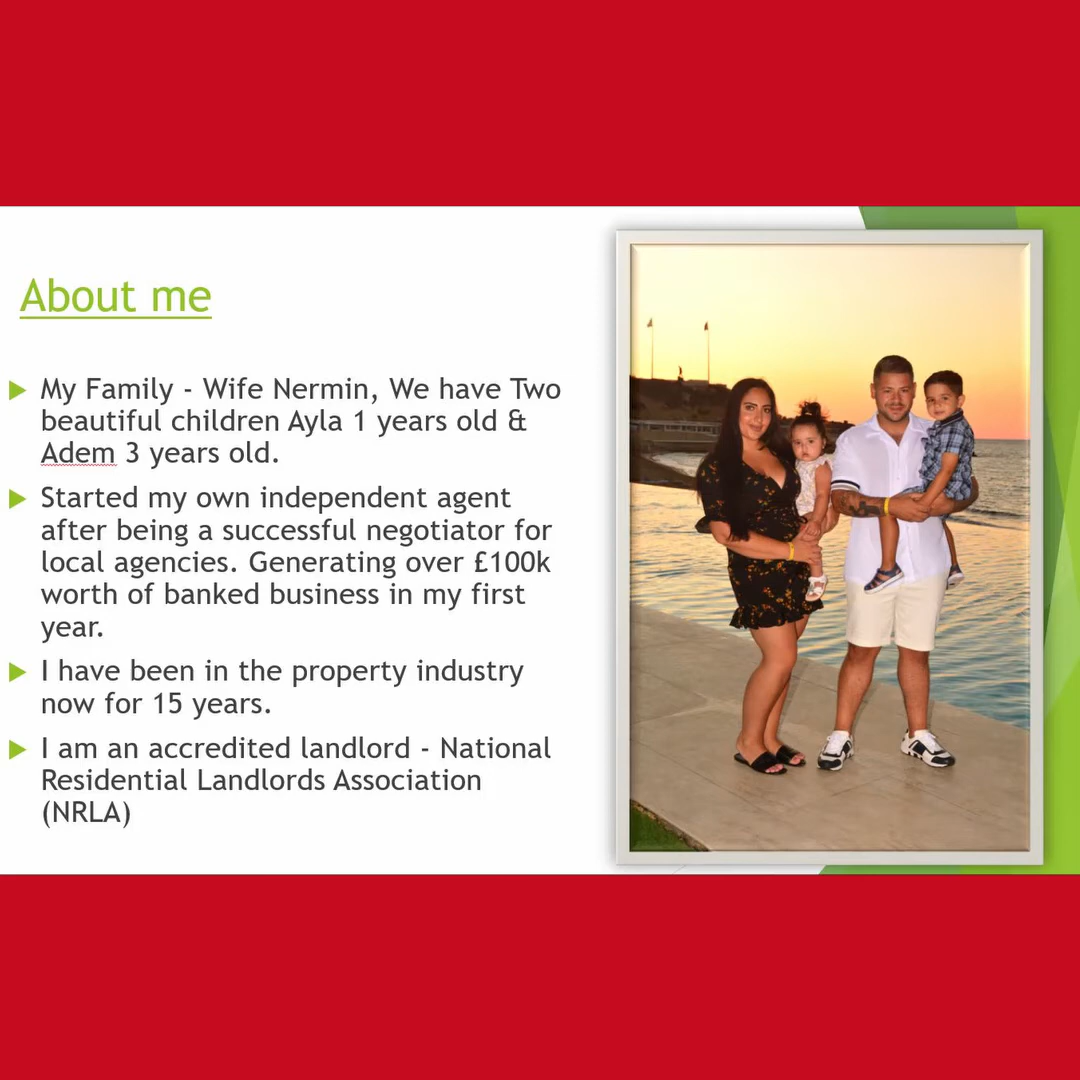 About me
My Family - Wife Nermin, We have Two
beautiful children Ayla 1 years old &
Adem 3 years old.
Started my own independent agent
after being a successful negotiator for
local agencies. Generating over £100k
worth of banked business in my first
year.
I have been in the property industry
now for 15 years.
I am an accredited landlord - National
Residential Landlords Association
(NRLA)